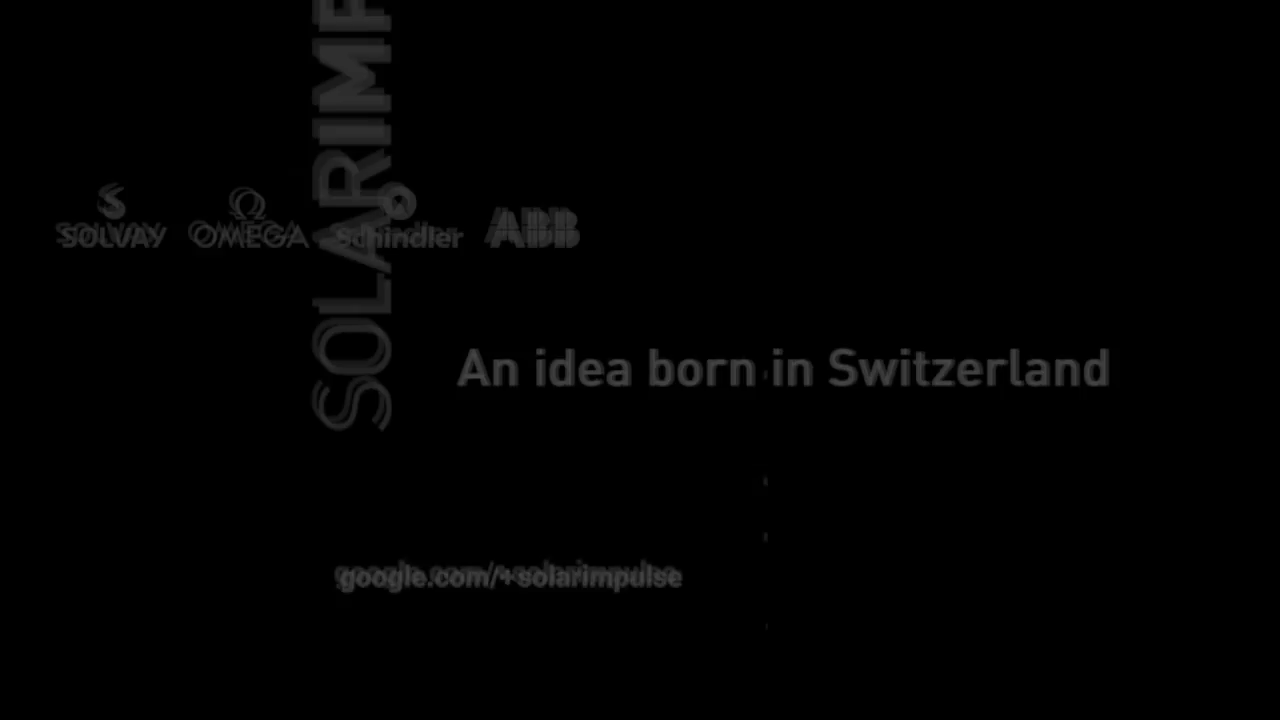 SOLARIMP
SOLVAY OMEGA Schindler ABB
An idea born in Switzerland
google.com/+solarimpulse